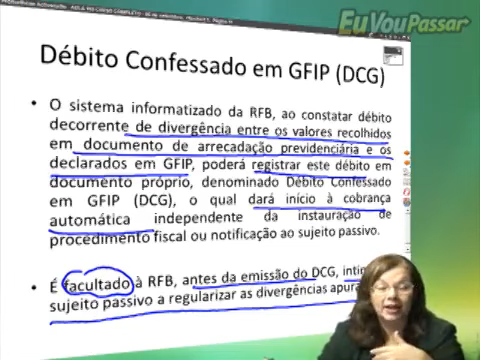 EuVouPassar
Débito Confessado em GFIP (DCG)
• O sistema informatizado da RFB, ao constatar débito
decorrente de divergência entre os valores recolhidos
em documento de arrecadação previdenciária e os
declarados em GFIP, poderá registrar este débito em
documento próprio, denominado Débito Confessado
em GFIP (DCG), o qual dará início à cobrança
automática independente da instauração de
procedimento fiscal ou notificação ao sujeito passivo.
• É facultado à RFB, antes da emissão do DCG,
sujeito passivo a regularizar as divergências